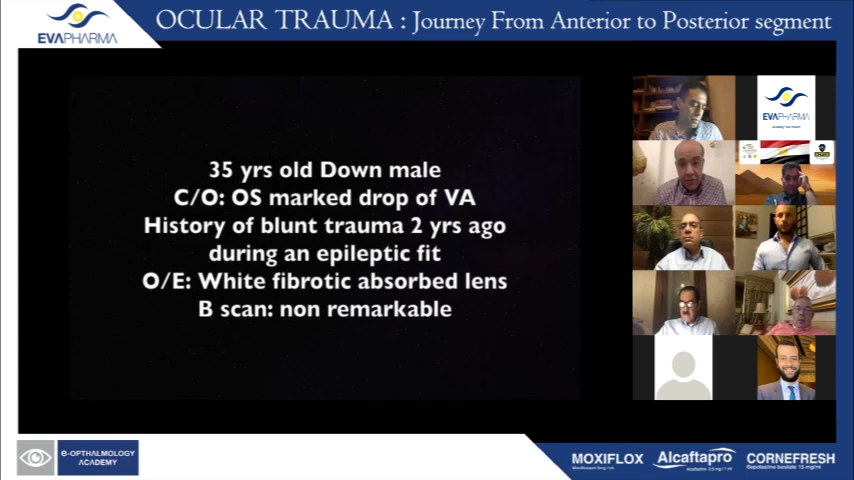 OCULAR TRAUMA : Journey From Anterior to Posterior segment
EVAPHARMA
35 yrs old Down male
C/O: OS marked drop of VA
History of blunt trauma 2 yrs ago
during an epileptic fit
O/E: White fibrotic absorbed lens
B scan: non remarkable
EVAPHARMA
e-OPTHALMOLOGY
ACADEMY
MOXIFLOX
Alcaftapro
CORNEFRESH